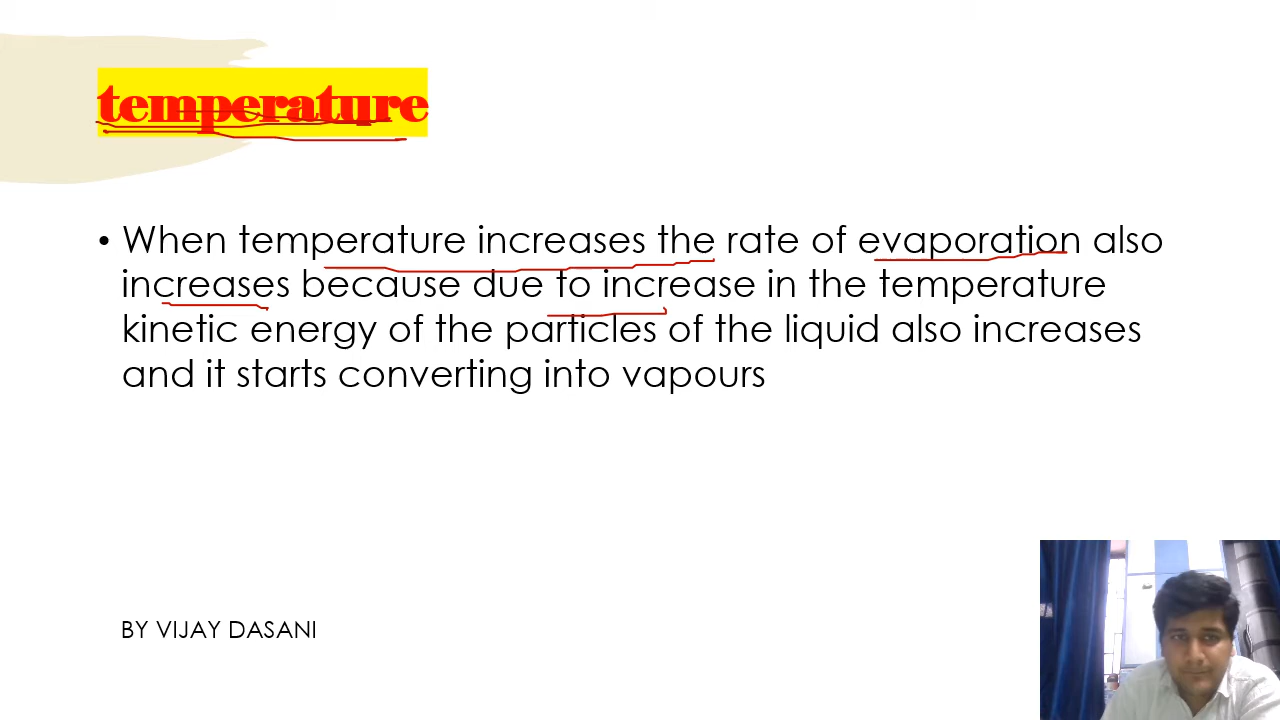 temperature
• When temperature increases the rate of evaporation also
increases because due to increase in the temperature
kinetic energy of the particles of the liquid also increases
and it starts converting into vapours
BY VIJAY DASANI